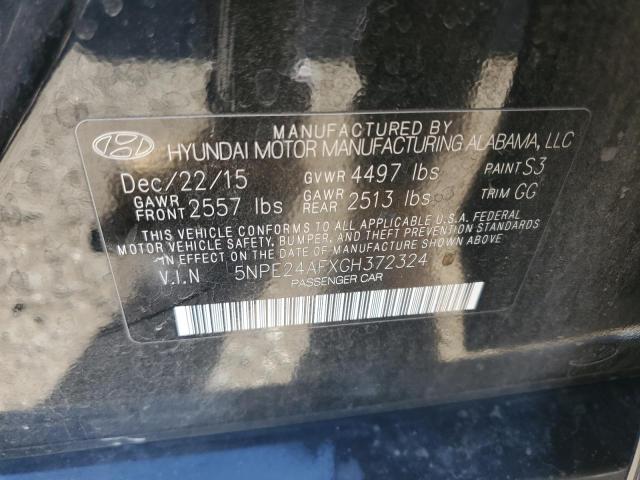 MANUFACTURED BY
HYUNDAI MOTOR MANUFACTURING ALABAMA, LLC
Dec/22/15 GVWR 4497 lbs PAINT S3
GAWR FRONT 2557 lbs GAWR REAR 2513 lbs TRIM GG
THIS VEHICLE CONFORMS TO ALL APPLICABLE U.S.A. FEDERAL
MOTOR VEHICLE SAFETY, BUMPER, AND THEFT PREVENTION STANDARDS
IN EFFECT ON THE DATE OF MANUFACTURE SHOWN ABOVE
V.I.N 5NPE24AFXGH372324
PASSENGER CAR